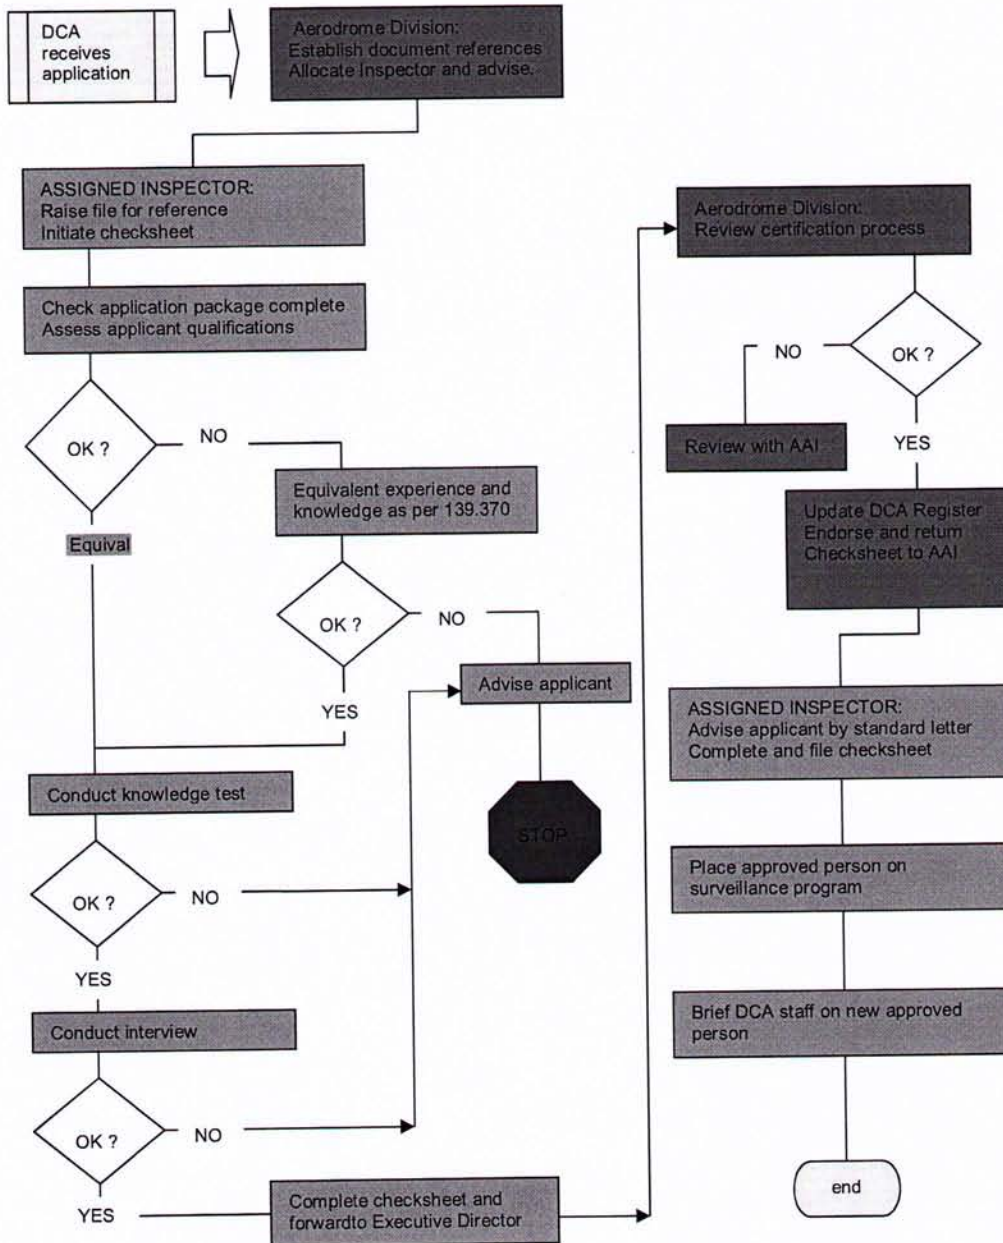 DCA
receives
application
Aerodrome Division:
Establish document references
Allocate Inspector and advise.
ASSIGNED INSPECTOR:
Raise file for reference
Initiate checksheet
Check application package complete
Assess applicant qualifications
OK ?
NO
Equival
Equivalent experience and
knowledge as per 139.370
OK ?
NO
YES
Advise applicant
STOP
Conduct knowledge test
OK ?
NO
YES
Conduct interview
OK ?
NO
YES
Complete checksheet and
forwardto Executive Director
Aerodrome Division:
Review certification process
OK ?
NO
Review with AAI
YES
Update DCA Register
Endorse and return
Checksheet to AAI
ASSIGNED INSPECTOR:
Advise applicant by standard letter
Complete and file checksheet
Place approved person on
surveillance program
Brief DCA staff on new approved
person
end